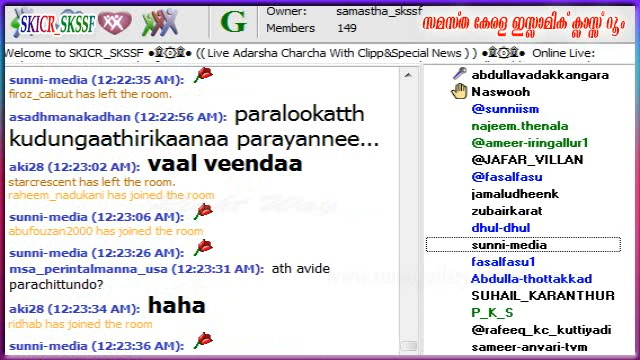 SKICR_SKSSF
G
Owner: samastha_skssf
Members 149
സമസ്ത കേരള ഇസ്ലാമിക് ക്ലാസ്സ് റൂം
Welcome to SKICR_SKSSF ●۩۞۩● (( Live Adarsha Charcha With Clipp&Special News ) ) ●۩۞۩● Online Live:
sunni-media (12:22:35 AM):
firoz_calicut has left the room.
asadhmanakadhan (12:22:56 AM): paralookatth
kudungaathirikaanaa parayannee...
aki28 (12:23:02 AM): vaal veendaa
starcrescent has left the room.
raheem_nadukani has joined the room
sunni-media (12:23:06 AM):
abufouzan2000 has joined the room
sunni-media (12:23:26 AM):
msa_perintalmanna_usa (12:23:31 AM): ath avide
parachittundo?
aki28 (12:23:34 AM): haha
ridhab has joined the room
sunni-media (12:23:36 AM):
abdullavadakkangara
Naswooh
@sunniism
najeem.thenala
@ameer-iringallur1
@JAFAR_VILLAN
@fasalfasu
jamaludheenk
zubairkarat
dhul-dhul
sunni-media
fasalfasu1
Abdulla-thottakkad
SUHAIL_KARANTHUR
P_K_S
@rafeeq_kc_kuttiyadi
sameer-anvari-tvm